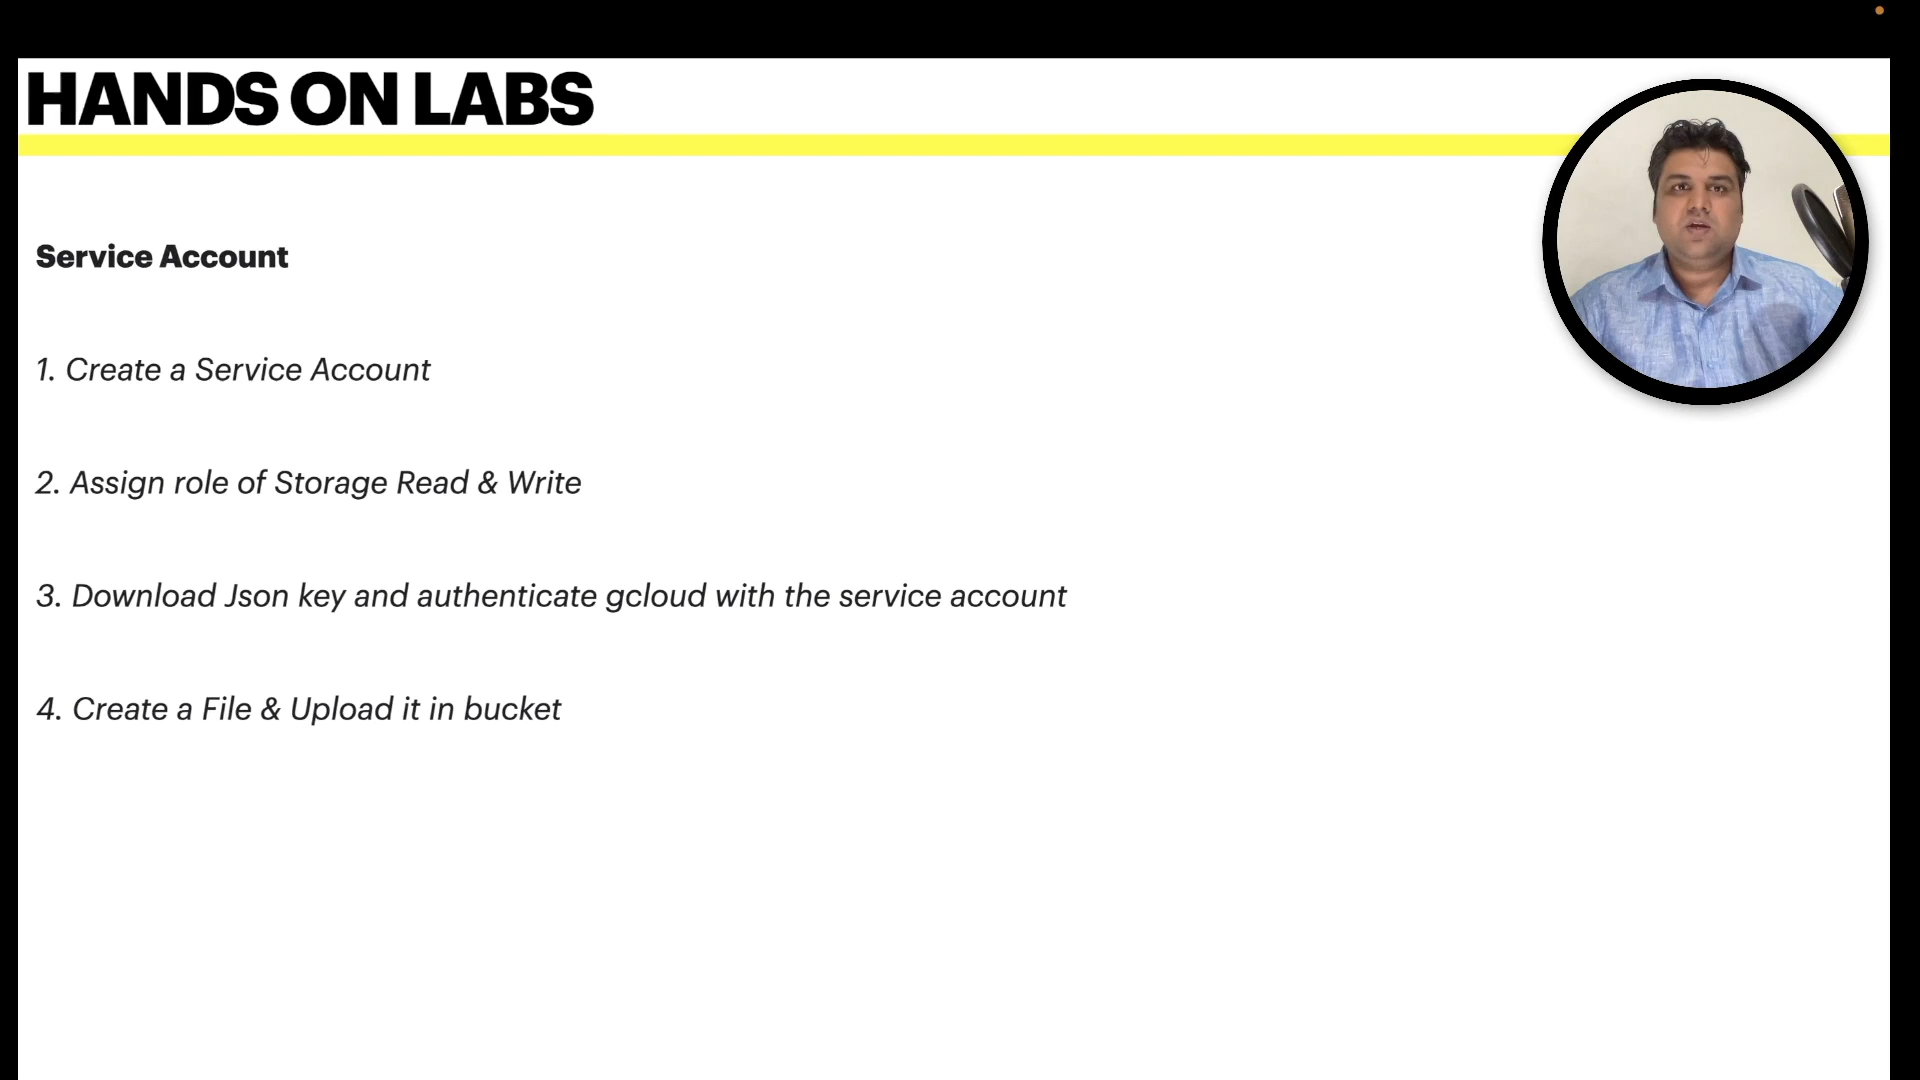 HANDS ON LABS
Service Account
1. Create a Service Account
2. Assign role of Storage Read & Write
3. Download Json key and authenticate gcloud with the service account
4. Create a File & Upload it in bucket